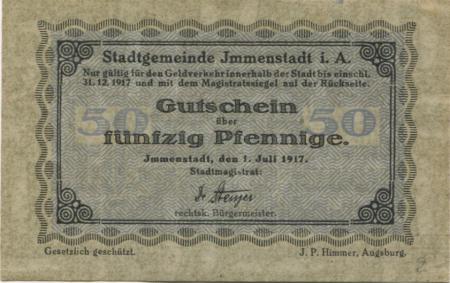 Stadtgemeinde Jmmenstadt i. A.
Nur gültig für den Geldverkehr innerhalb der Stadt bis einschl.
31. 12. 1917 und mit dem Magistratssiegel auf der Rückseite.
Gutschein
50 über 50
fünfzig Pfennige.
Jmmenstadt, den 1. Juli 1917.
Stadtmagistrat:
rechtsk. Bürgermeister.
Gesetzlich geschützt. J. P. Himmer, Augsburg.